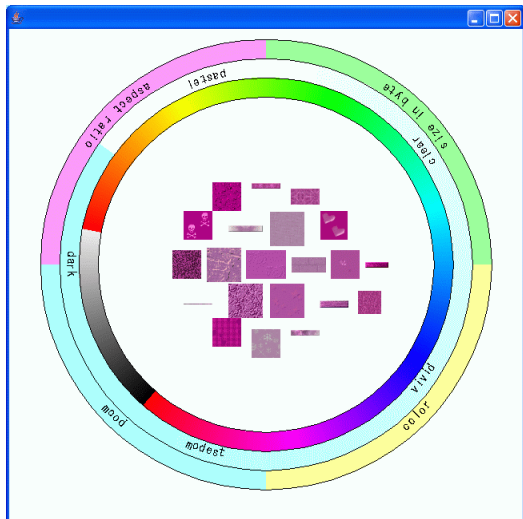 aspect ratio
pastel
size in byte
clear
dark
vivid
color
mood
modest